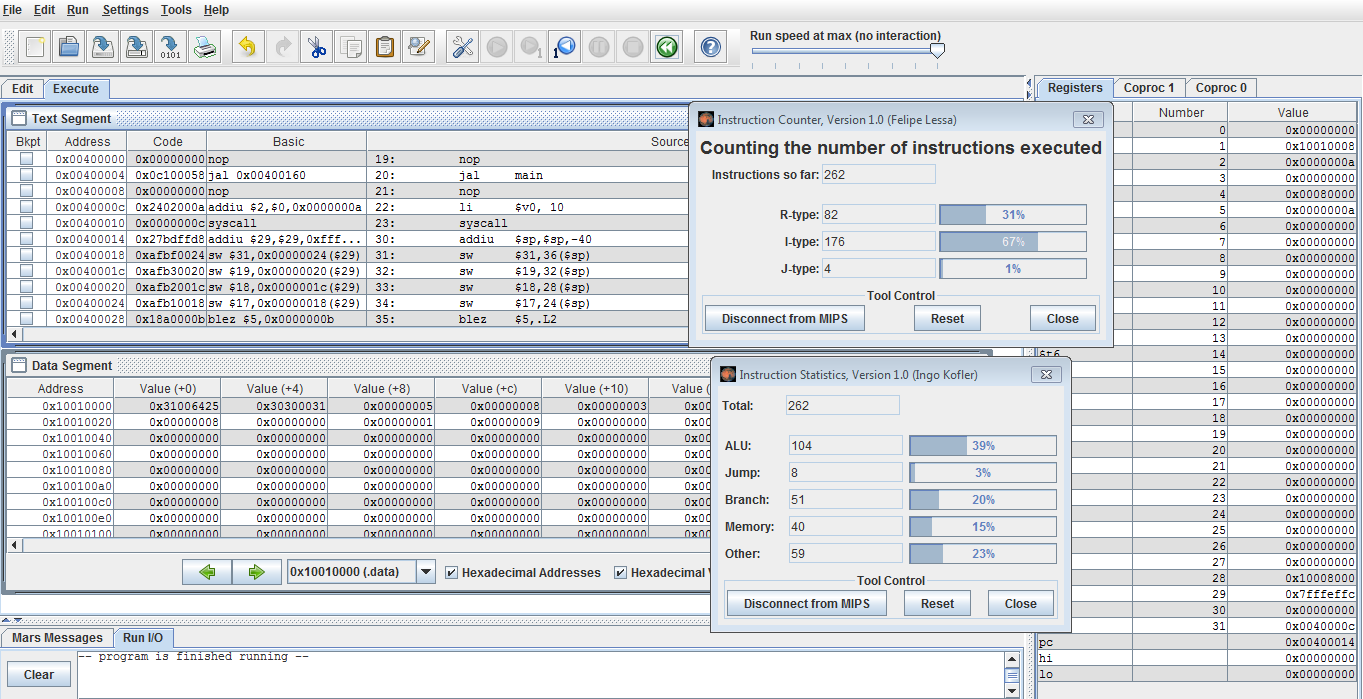 File Edit Run Settings Tools Help
Run speed at max (no interaction)
Edit Execute
Registers Coproc 1 Coproc 0
Text Segment
Bkpt Address Code Basic Source
0x00400000 0x00000000 nop 19: nop
0x00400004 0x0c100058 jal 0x00400160 20: jal main
0x00400008 0x00000000 nop 21: nop
0x0040000c 0x2402000a addiu $2,$0,0x0000000a 22: li $v0, 10
0x00400010 0x0000000c syscall 23: syscall
0x00400014 0x27bdffd8 addiu $29,$29,0xfff... 30: addiu $sp,$sp,-40
0x00400018 0xafbf0024 sw $31,0x00000024($29) 31: sw $31,36($sp)
0x0040001c 0xafb30020 sw $19,0x00000020($29) 32: sw $19,32($sp)
0x00400020 0xafb2001c sw $18,0x0000001c($29) 33: sw $18,28($sp)
0x00400024 0xafb10018 sw $17,0x00000018($29) 34: sw $17,24($sp)
0x00400028 0x18a0000b blez $5,0x0000000b 35: blez $5,.L2
Instruction Counter, Version 1.0 (Felipe Lessa)
Counting the number of instructions executed
Instructions so far: 262
R-type: 82 31%
I-type: 176 67%
J-type: 4 1%
Tool Control
Disconnect from MIPS Reset Close
Data Segment
Address Value (+0) Value (+4) Value (+8) Value (+c) Value (+10) Value (
0x10010000 0x31006425 0x30300031 0x00000005 0x00000008 0x00000003 0x00
0x10010020 0x00000008 0x00000000 0x00000001 0x00000009 0x00000000 0x00
0x10010040 0x00000000 0x00000000 0x00000000 0x00000000 0x00000000 0x00
0x10010060 0x00000000 0x00000000 0x00000000 0x00000000 0x00000000 0x00
0x10010080 0x00000000 0x00000000 0x00000000 0x00000000 0x00000000 0x00
0x100100a0 0x00000000 0x00000000 0x00000000 0x00000000 0x00000000 0x00
0x100100c0 0x00000000 0x00000000 0x00000000 0x00000000 0x00000000 0x00
0x100100e0 0x00000000 0x00000000 0x00000000 0x00000000 0x00000000 0x00
0x10010100 0x00000000 0x00000000 0x00000000 0x00000000 0x00000000 0x00
0x10010000 (.data) Hexadecimal Addresses Hexadecimal
Instruction Statistics, Version 1.0 (Ingo Kofler)
Total: 262
ALU: 104 39%
Jump: 8 3%
Branch: 51 20%
Memory: 40 15%
Other: 59 23%
Tool Control
Disconnect from MIPS Reset Close
Number Value
0 0x00000000
1 0x10010008
2 0x0000000a
3 0x00000000
4 0x00080000
5 0x0000000a
6 0x00000000
7 0x00000000
8 0x00000000
9 0x00000000
10 0x00000000
11 0x00000000
12 0x00000000
13 0x00000000
$t6 14 0x00000000
15 0x00000000
16 0x00000000
17 0x00000000
18 0x00000000
19 0x00000000
20 0x00000000
21 0x00000000
22 0x00000000
23 0x00000000
24 0x00000000
25 0x00000000
26 0x00000000
27 0x00000000
28 0x10008000
29 0x7fffeffc
30 0x00000000
31 0x0040000c
pc 0x00400014
hi 0x00000000
lo 0x00000000
Mars Messages Run I/O
Clear
-- program is finished running --